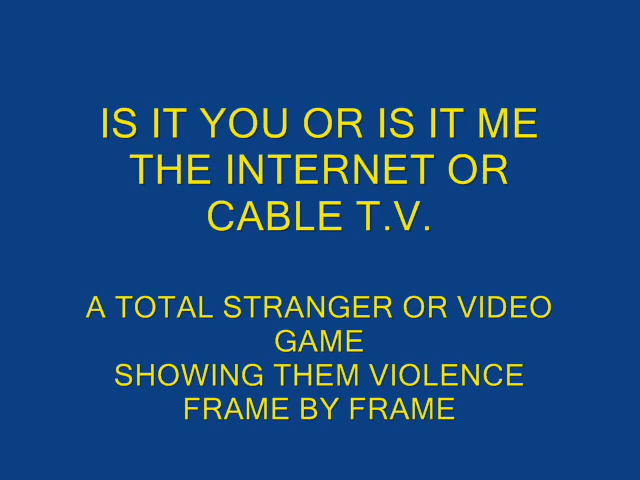 IS IT YOU OR IS IT ME
THE INTERNET OR
CABLE T.V.
A TOTAL STRANGER OR VIDEO
GAME
SHOWING THEM VIOLENCE
FRAME BY FRAME